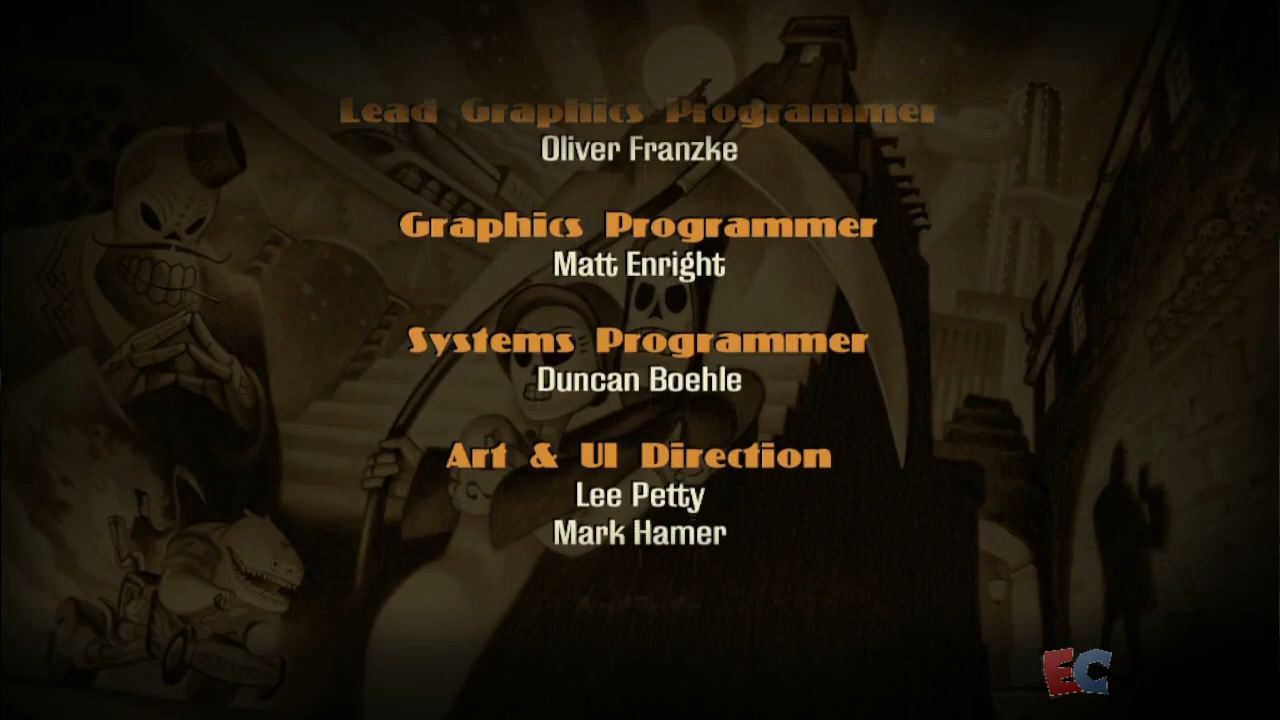 Lead Graphics Programmer
Oliver Franzke
Graphics Programmer
Matt Enright
Systems Programmer
Duncan Boehle
Art & UI Direction
Lee Petty
Mark Hamer
EC